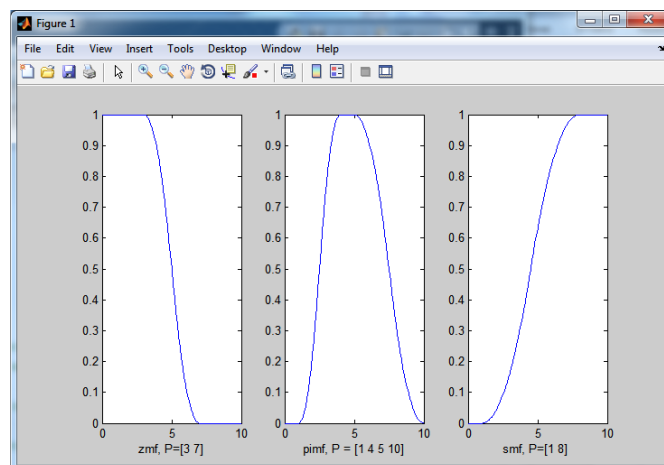 Figure 1
File Edit View Insert Tools Desktop Window Help
1 1 1
0.9 0.9 0.9
0.8 0.8 0.8
0.7 0.7 0.7
0.6 0.6 0.6
0.5 0.5 0.5
0.4 0.4 0.4
0.3 0.3 0.3
0.2 0.2 0.2
0.1 0.1 0.1
0 0 0
0 5 10 0 5 10 0 5 10
zmf, P=[3 7] pimf, P = [1 4 5 10] smf, P=[1 8]